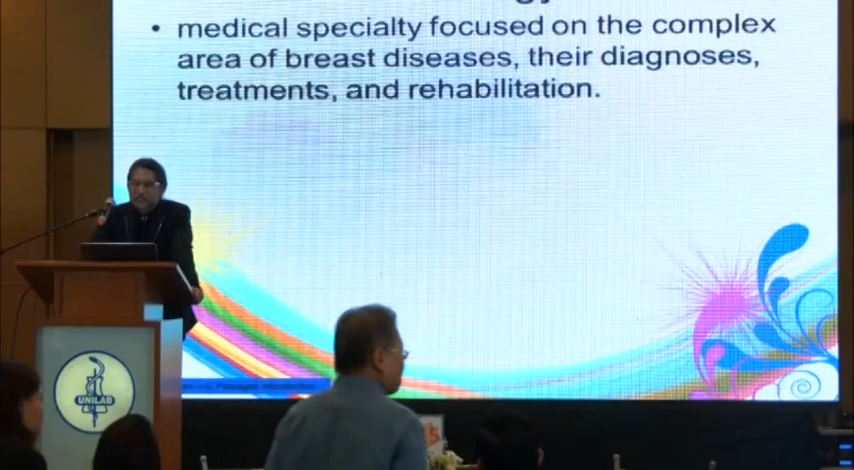 • medical specialty focused on the complex
area of breast diseases, their diagnoses,
treatments, and rehabilitation.
UNILAB